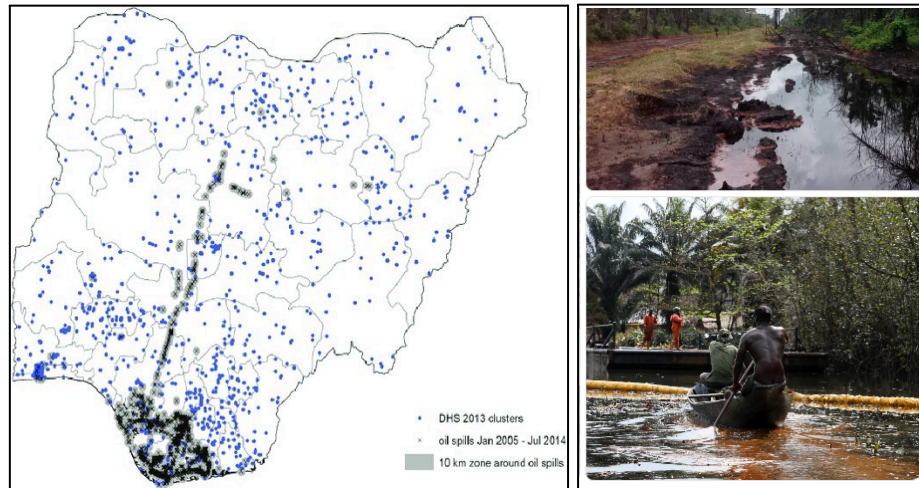 DHS 2013 clusters
oil spills Jan 2005 - Jul 2014
10 km zone around oil spills